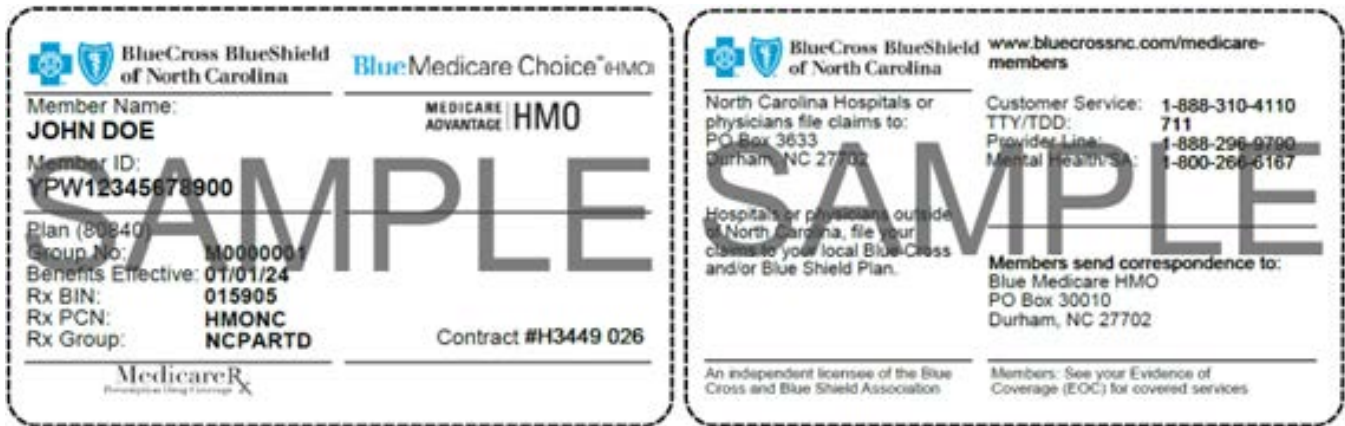 BlueCross BlueShield
of North Carolina
BlueMedicare Choice℠ (HMO)
Member Name:
JOHN DOE
MEDICARE
ADVANTAGE
HMO
Member ID:
YPW12345678900
SAMPLE
Plan (80840)
Group No: M0000001
Benefits Effective: 01/01/24
Rx BIN: 015905
Rx PCN: HMONC
Rx Group: NCPARTD
Contract #H3449 026
MedicareRx
Prescription Drug Coverage
BlueCross BlueShield
of North Carolina
www.bluecrossnc.com/medicare-
members
North Carolina Hospitals or
physicians file claims to:
PO Box 3633
Durham, NC 27702
Customer Service: 1-888-310-4110
TTY/TDD: 711
Provider Line: 1-888-296-9790
Mental Health/SA: 1-800-266-6167
SAMPLE
Hospitals or physicians outside
of North Carolina, file your
claims to your local Blue Cross
and/or Blue Shield Plan.
Members send correspondence to:
Blue Medicare HMO
PO Box 30010
Durham, NC 27702
An independent licensee of the Blue
Cross and Blue Shield Association
Members: See your Evidence of
Coverage (EOC) for covered services